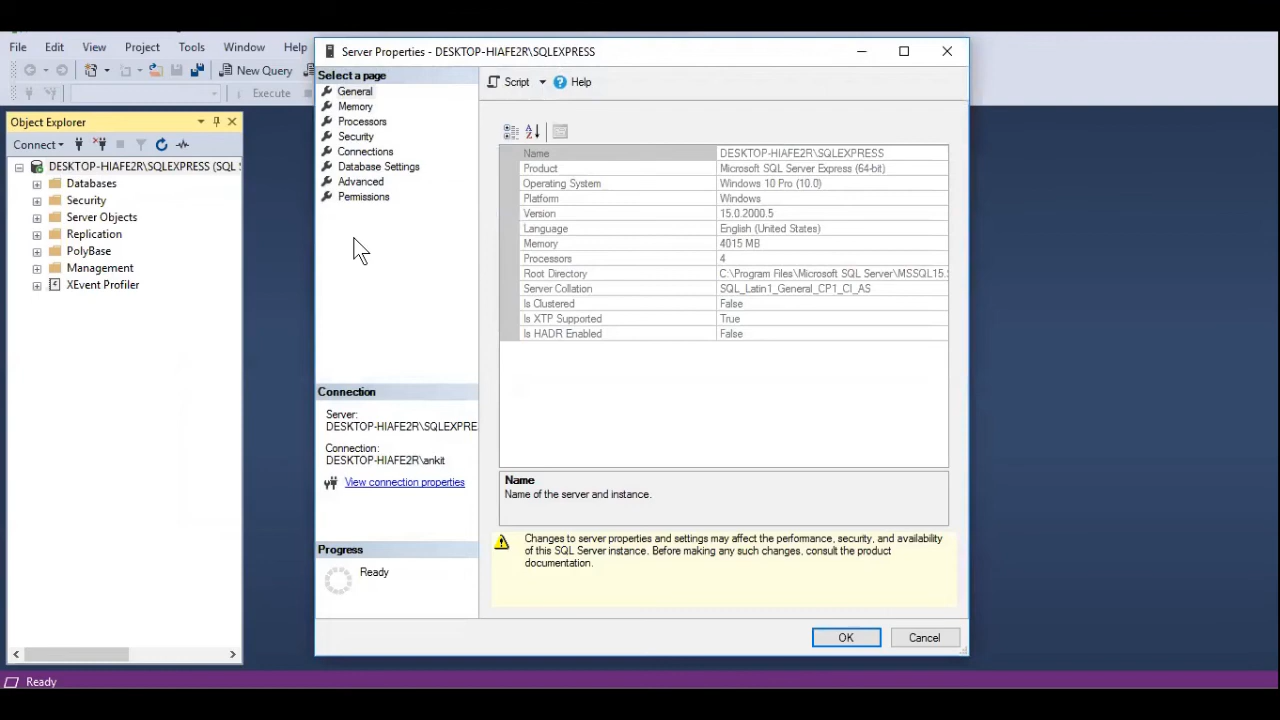 File Edit View Project Tools Window Help
New Query
Execute
Object Explorer
Connect
DESKTOP-HIAFE2R\SQLEXPRESS (SQL S
Databases
Security
Server Objects
Replication
PolyBase
Management
XEvent Profiler
Server Properties - DESKTOP-HIAFE2R\SQLEXPRESS
Select a page
General
Memory
Processors
Security
Connections
Database Settings
Advanced
Permissions
Connection
Server:
DESKTOP-HIAFE2R\SQLEXPRE
Connection:
DESKTOP-HIAFE2R\ankit
View connection properties
Progress
Ready
Script Help
Name DESKTOP-HIAFE2R\SQLEXPRESS
Product Microsoft SQL Server Express (64-bit)
Operating System Windows 10 Pro (10.0)
Platform Windows
Version 15.0.2000.5
Language English (United States)
Memory 4015 MB
Processors 4
Root Directory C:\Program Files\Microsoft SQL Server\MSSQL15.
Server Collation SQL_Latin1_General_CP1_CI_AS
Is Clustered False
Is XTP Supported True
Is HADR Enabled False
Name
Name of the server and instance.
Changes to server properties and settings may affect the performance, security, and availability
of this SQL Server instance. Before making any such changes, consult the product
documentation.
OK Cancel
Ready